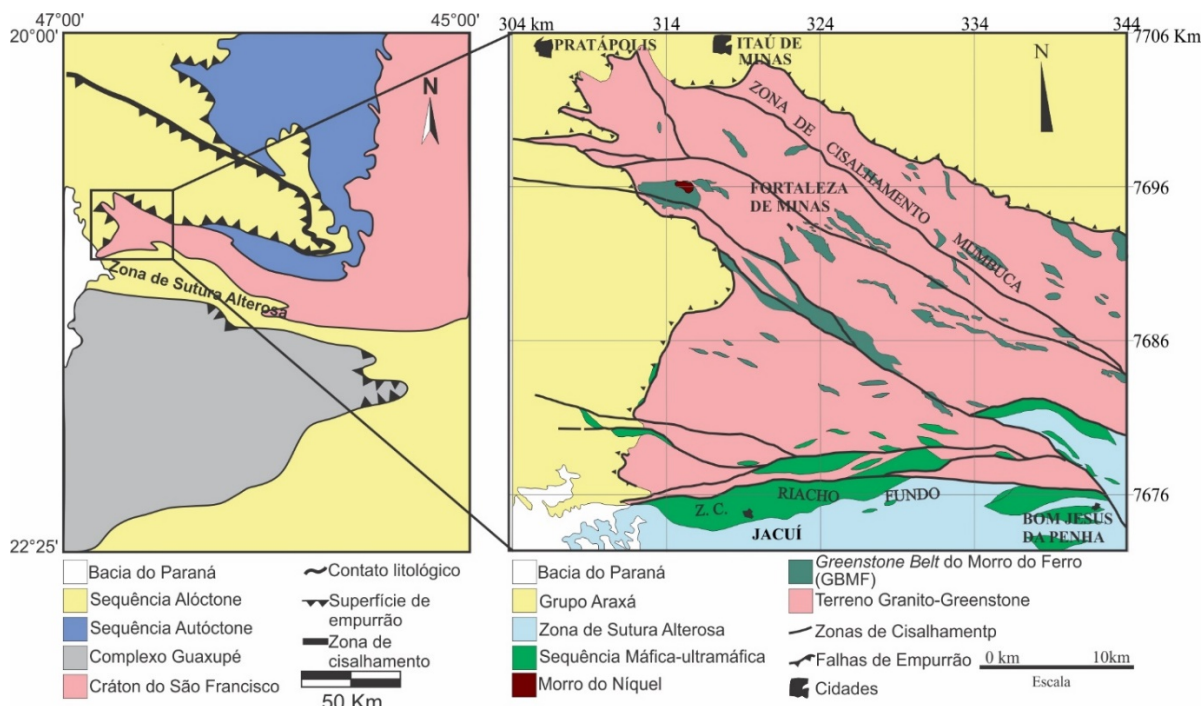 47°00'
45°00'
20°00'
22°25'
N
Zona de Sutura Alterosa
304 km
314
324
334
344
7706 Km
7696
7686
7676
PRATÁPOLIS
ITAÚ DE
MINAS
N
ZONA DE CISALHAMENTO MUMBUCA
FORTALEZA
DE MINAS
Z. C. RIACHO FUNDO
JACUÍ
BOM JESUS
DA PENHA
Bacia do Paraná
Sequência Alóctone
Sequência Autóctone
Complexo Guaxupé
Cráton do São Francisco
Contato litológico
Superfície de
empurrão
Zona de
cisalhamento
50 Km
Bacia do Paraná
Grupo Araxá
Zona de Sutura Alterosa
Sequência Máfica-ultramáfica
Morro do Níquel
Greenstone Belt do Morro do Ferro
(GBMF)
Terreno Granito-Greenstone
Zonas de Cisalhamentp
Falhas de Empurrão
Cidades
0 km 10km
Escala